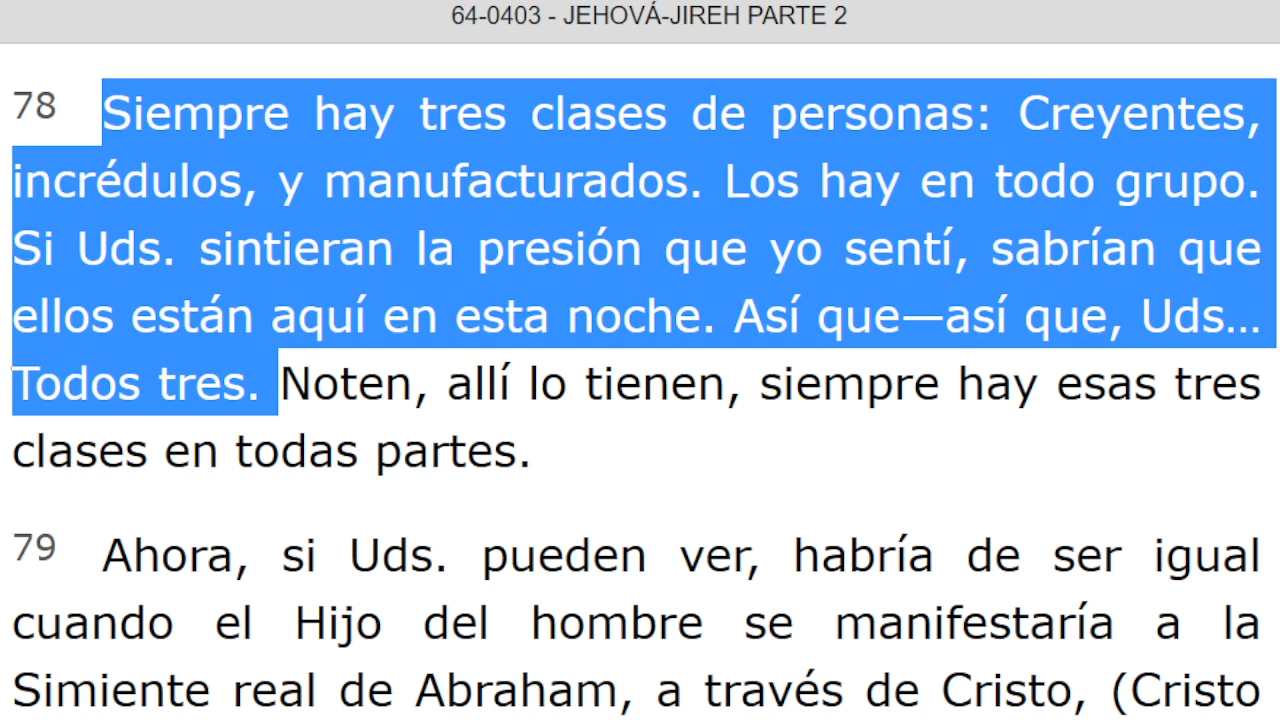 64-0403 - JEHOVÁ-JIREH PARTE 2
78 Siempre hay tres clases de personas: Creyentes,
incrédulos, y manufacturados. Los hay en todo grupo.
Si Uds. sintieran la presión que yo sentí, sabrían que
ellos están aquí en esta noche. Así que—así que, Uds...
Todos tres. Noten, allí lo tienen, siempre hay esas tres
clases en todas partes.
79 Ahora, si Uds. pueden ver, habría de ser igual
cuando el Hijo del hombre se manifestaría a la
Simiente real de Abraham, a través de Cristo, (Cristo